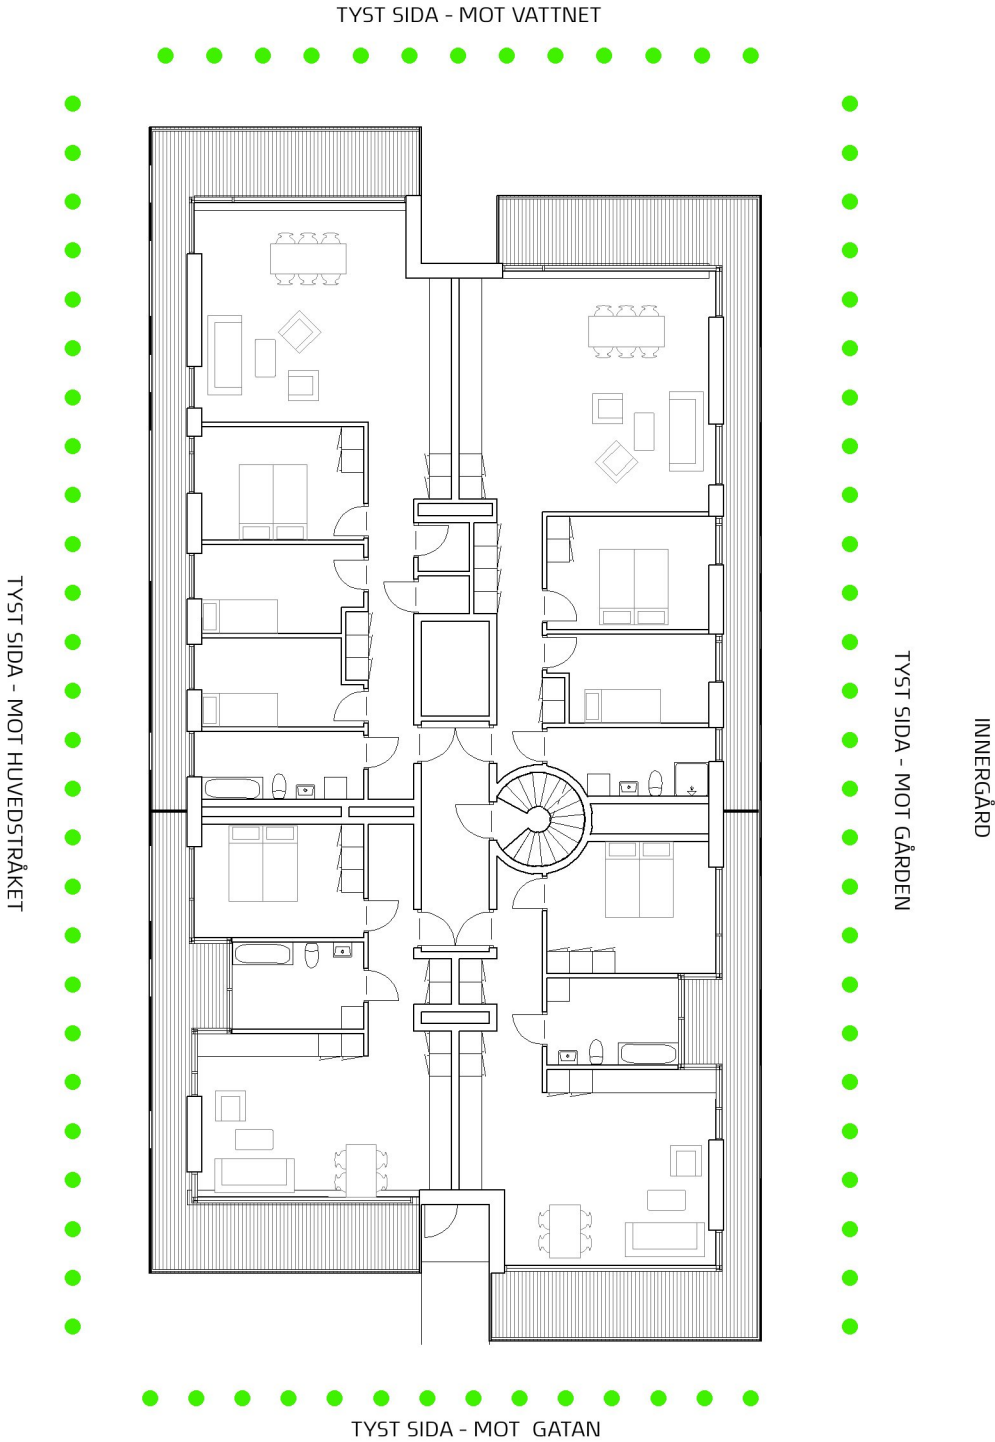 TYST SIDA - MOT VATTNET
TYST SIDA - MOT HUVEDSTRÅKET
TYST SIDA - MOT GÅRDEN
INNERGÅRD
TYST SIDA - MOT GATAN